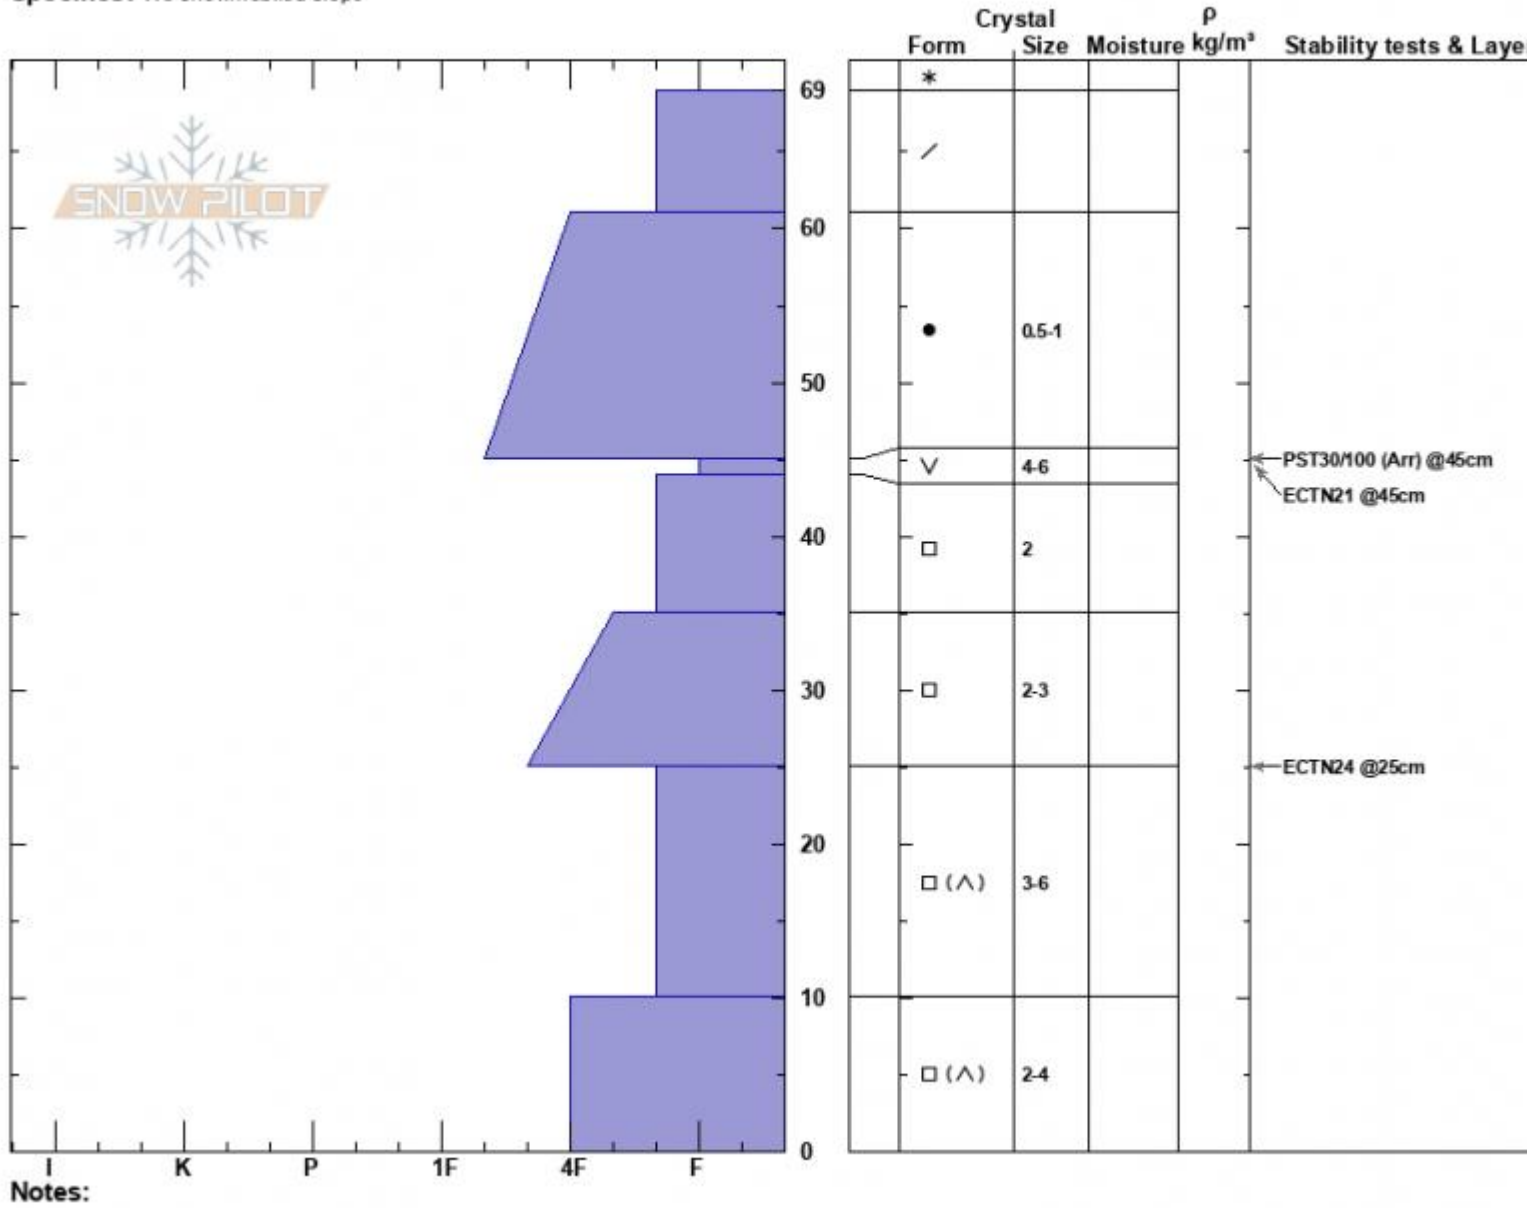 Crystal
ρ
Form Size Moisture kg/m³ Stability tests & Laye
69
SNOW PILOT
60
0.5-1
50
PST30/100 (Arr) @45cm
4-6
ECTN21 @45cm
40
2
30
2-3
ECTN24 @25cm
20
3-6
10
2-4
0
I K P 1F 4F F
Notes: